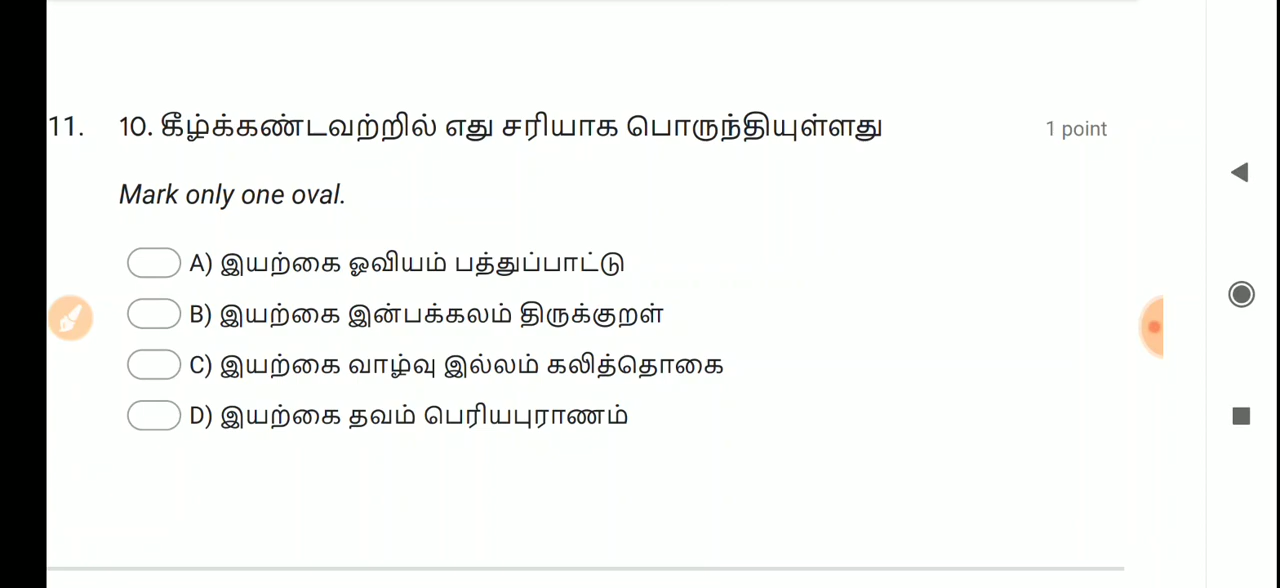 11. 10. கீழ்க்கண்டவற்றில் எது சரியாக பொருந்தியுள்ளது 1 point
Mark only one oval.
A) இயற்கை ஓவியம் பத்துப்பாட்டு
B) இயற்கை இன்பக்கலம் திருக்குறள்
C) இயற்கை வாழ்வு இல்லம் கலித்தொகை
D) இயற்கை தவம் பெரியபுராணம்